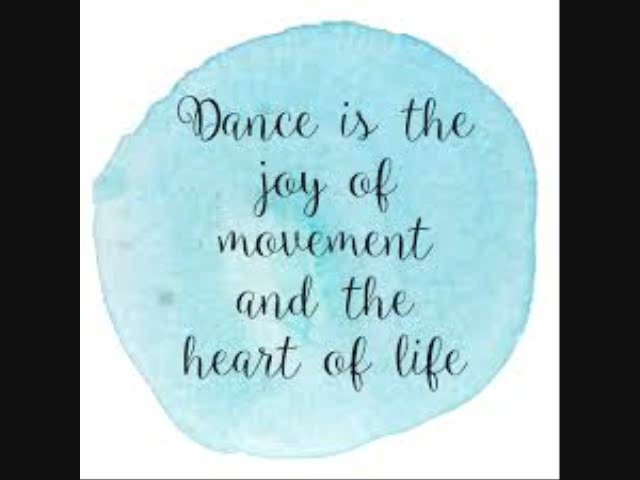 Dance is the
joy of
movement
and the
heart of life